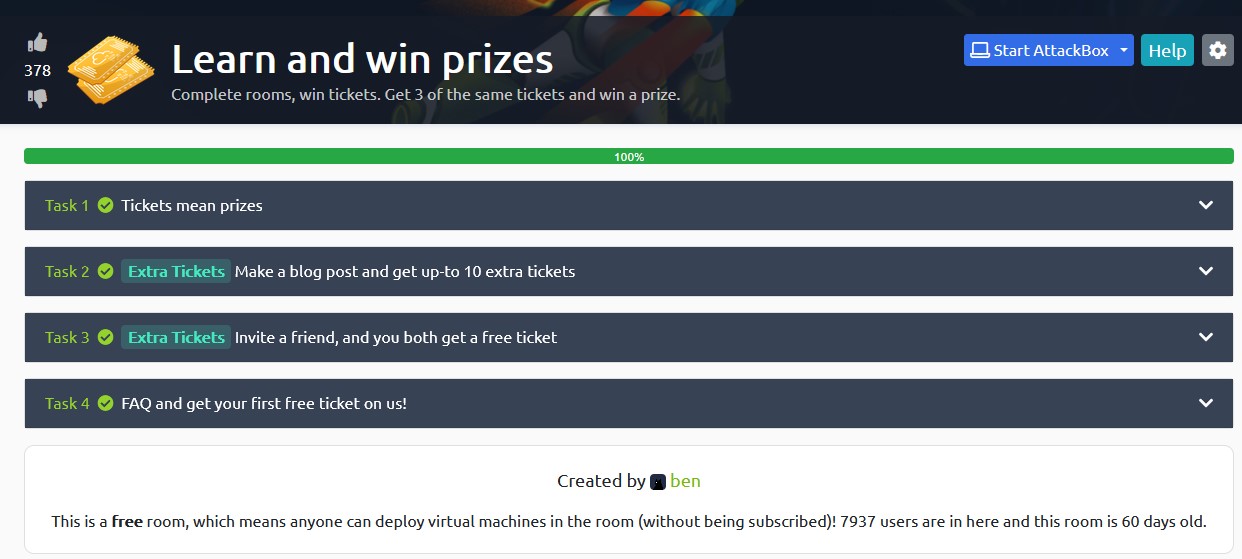 Learn and win prizes
Start AttackBox
Help
378
Complete rooms, win tickets. Get 3 of the same tickets and win a prize.
100%
Task 1 Tickets mean prizes
Task 2 Extra Tickets Make a blog post and get up-to 10 extra tickets
Task 3 Extra Tickets Invite a friend, and you both get a free ticket
Task 4 FAQ and get your first free ticket on us!
Created by ben
This is a free room, which means anyone can deploy virtual machines in the room (without being subscribed)! 7937 users are in here and this room is 60 days old.